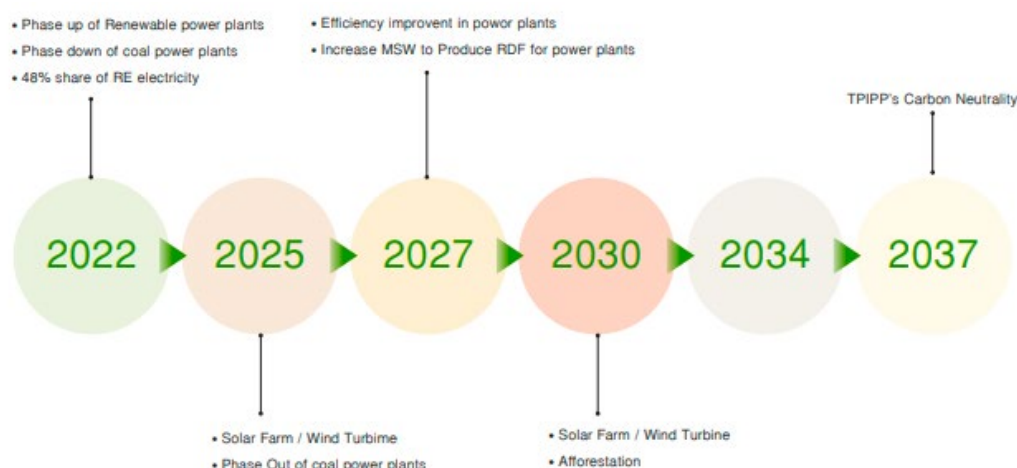 • Phase up of Renewable power plants
• Phase down of coal power plants
• 48% share of RE electricity
• Efficiency improvent in powor plants
• Increase MSW to Produce RDF for power plants
TPIPP's Carbon Neutrality
2022
2025
2027
2030
2034
2037
• Solar Farm / Wind Turbime
• Phase Out of coal power plants
• Solar Farm / Wind Turbine
• Afforestation